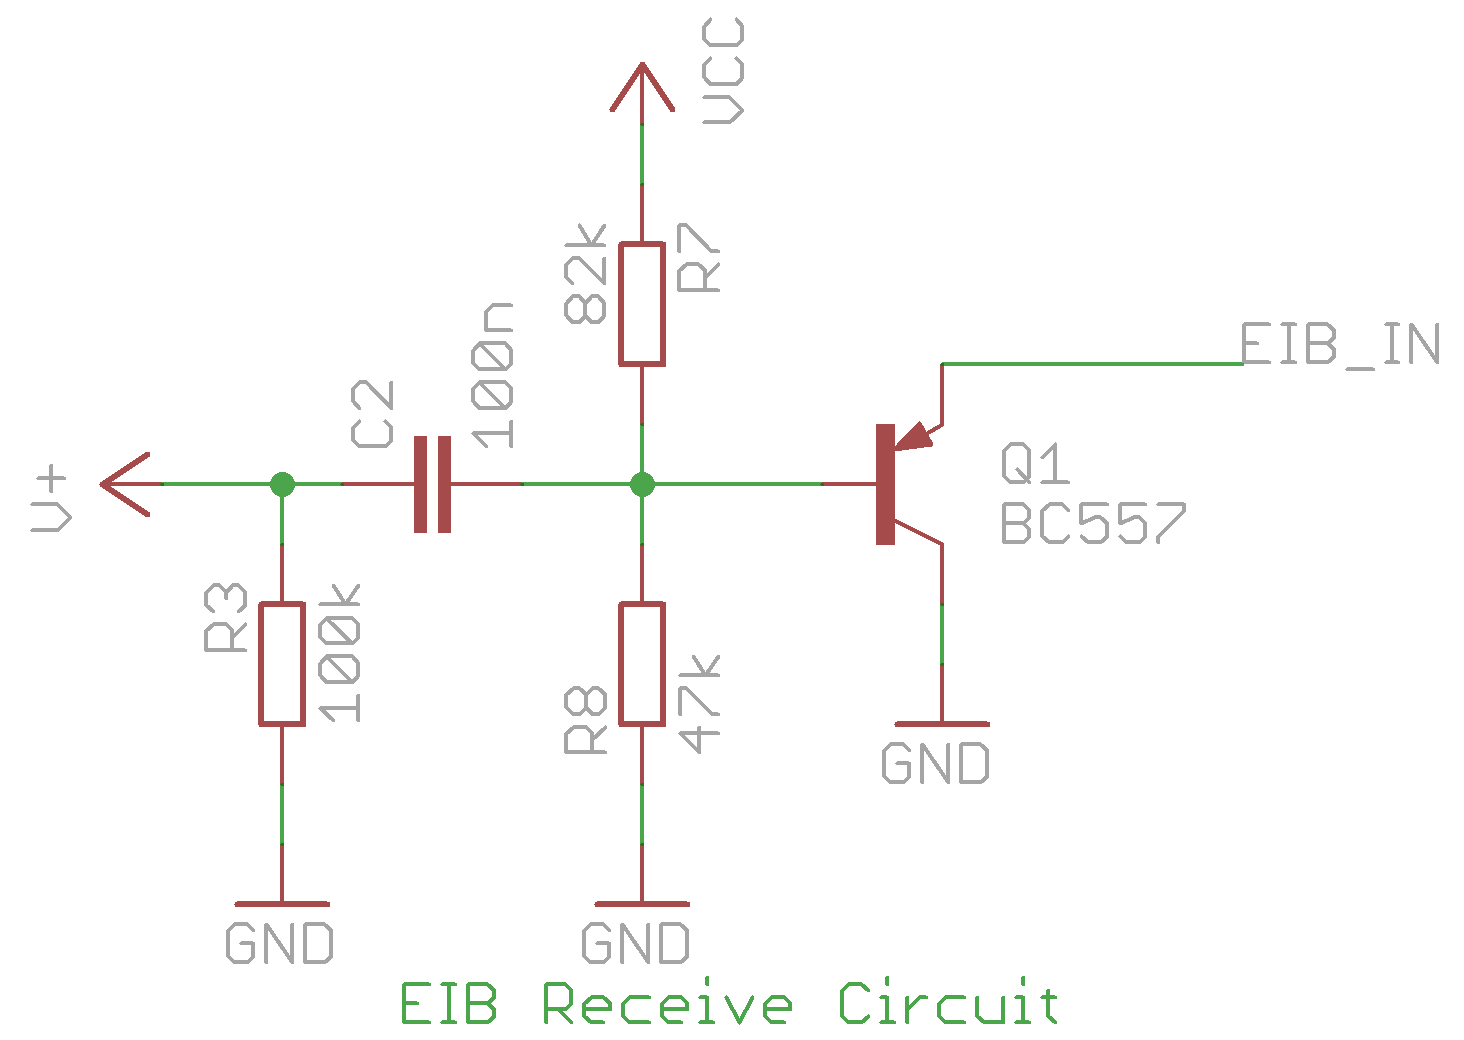 VCC
82k
R7
100n
C2
EIB_IN
V+
Q1
BC557
R3
100k
R8
47k
GND
GND
GND
EIB Receive Circuit